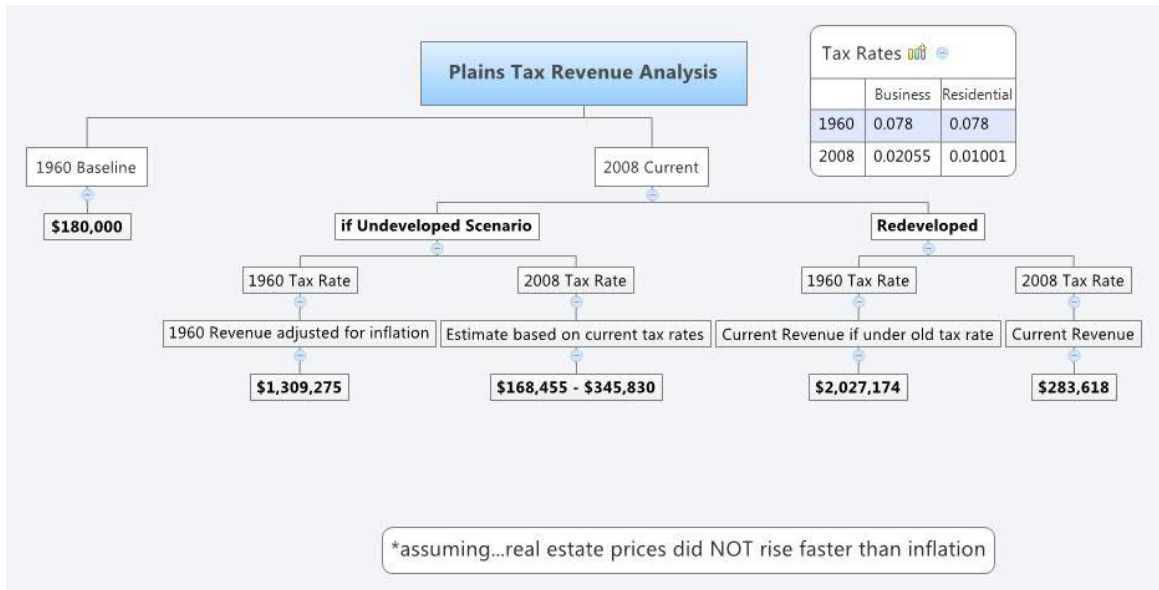 Plains Tax Revenue Analysis
Tax Rates
Business Residential
1960 0.078 0.078
2008 0.02055 0.01001
1960 Baseline
2008 Current
$180,000
if Undeveloped Scenario
Redeveloped
1960 Tax Rate
2008 Tax Rate
1960 Tax Rate
2008 Tax Rate
1960 Revenue adjusted for inflation
Estimate based on current tax rates
Current Revenue if under old tax rate
Current Revenue
$1,309,275
$168,455 - $345,830
$2,027,174
$283,618
*assuming...real estate prices did NOT rise faster than inflation